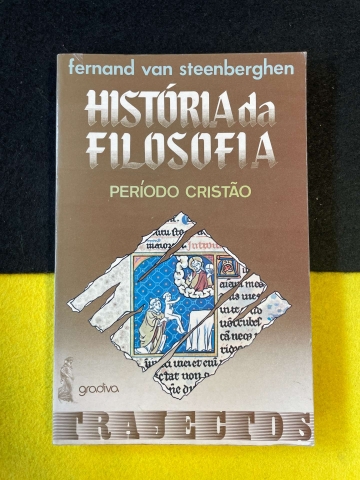 fernand van steenberghen
HISTÓRIA da
FILOSOFIA
PERÍODO CRISTÃO
gradiva
TRAJECTOS